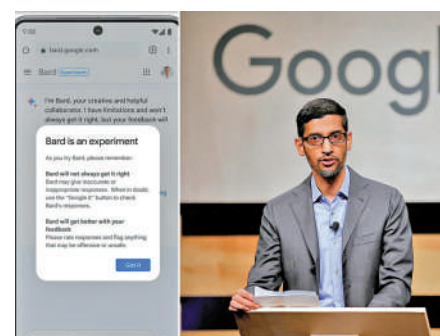 9:00
bard.google.com
Bard Experiment
I'm Bard, your creative and helpful
collaborator. I have limitations and won't
always get it right, but your feedback will
Bard is an experiment
As you try Bard, please remember:
Bard will not always get it right
Bard may give inaccurate or
inappropriate responses. When in doubt,
use the "Google it" button to check
Bard's responses.
Bard will get better with your
feedback
Please rate responses and flag anything
that may be offensive or unsafe.
Got it
Googl